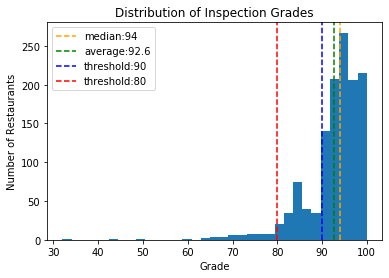 Distribution of Inspection Grades
median:94
average:92.6
threshold:90
threshold:80
Number of Restaurants
250
200
150
100
50
0
30 40 50 60 70 80 90 100
Grade